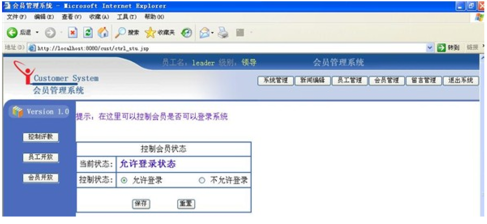 会员管理系统 - Microsoft Internet Explorer
文件(F) 编辑(E) 查看(V) 收藏(A) 工具(T) 帮助(H)
后退 搜索 收藏夹
地址(D) http://localhost:8080/cust/ctrl_stu.jsp 转到 链接
员工名：leader 级别：领导 会员管理系统
Customer System
会员管理系统
系统管理 新闻编辑 员工管理 会员管理 留言管理 退出系统
Version 1.0
提示，在这里可以控制会员是否可以登录系统
控制评教
员工开放
会员开放
控制会员状态
当前状态： 允许登录状态
控制状态： 允许登录 不允许登录
保存 重置